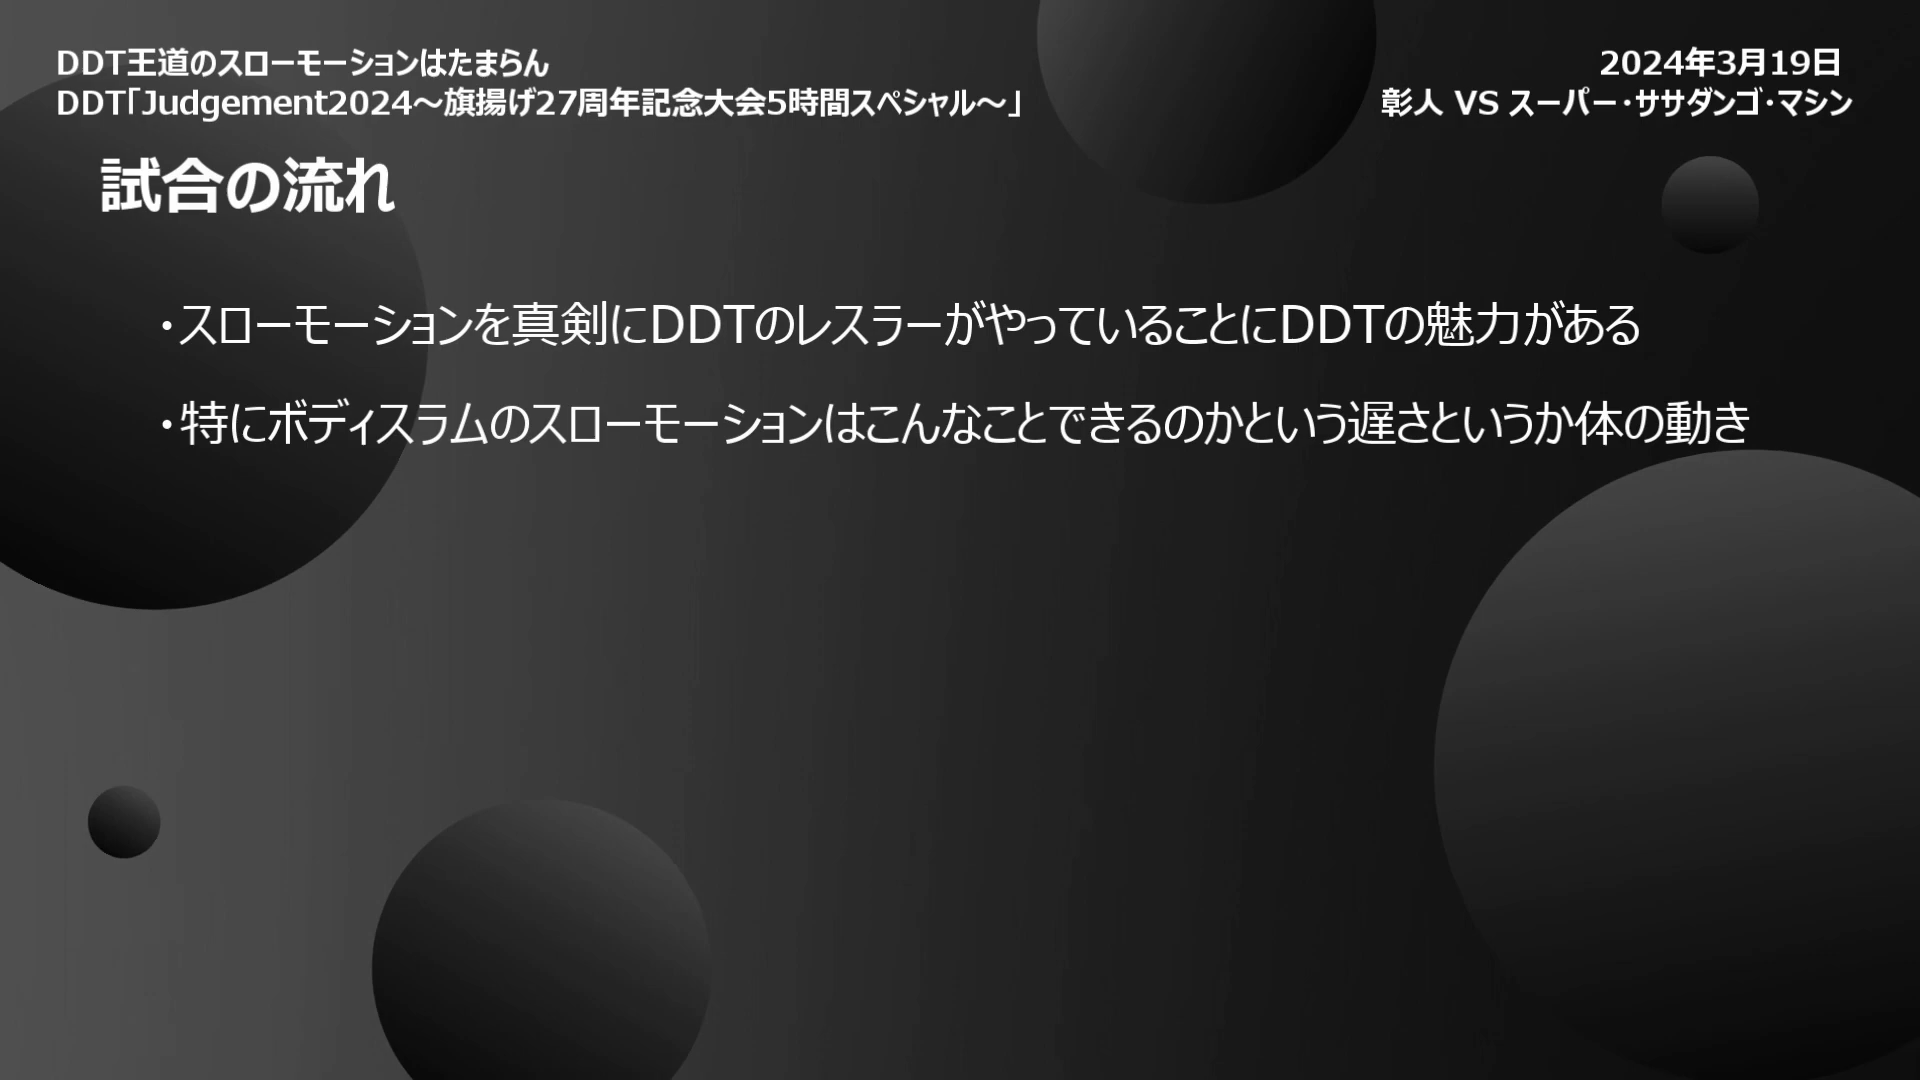 DDT王道のスローモーションはたまらん
2024年3月19日
DDT「Judgement2024～旗揚げ27周年記念大会5時間スペシャル～」
彰人 VS スーパー・ササダンゴ・マシン
試合の流れ
・スローモーションを真剣にDDTのレスラーがやっていることにDDTの魅力がある
・特にボディスラムのスローモーションはこんなことできるのかという遅さというか体の動き